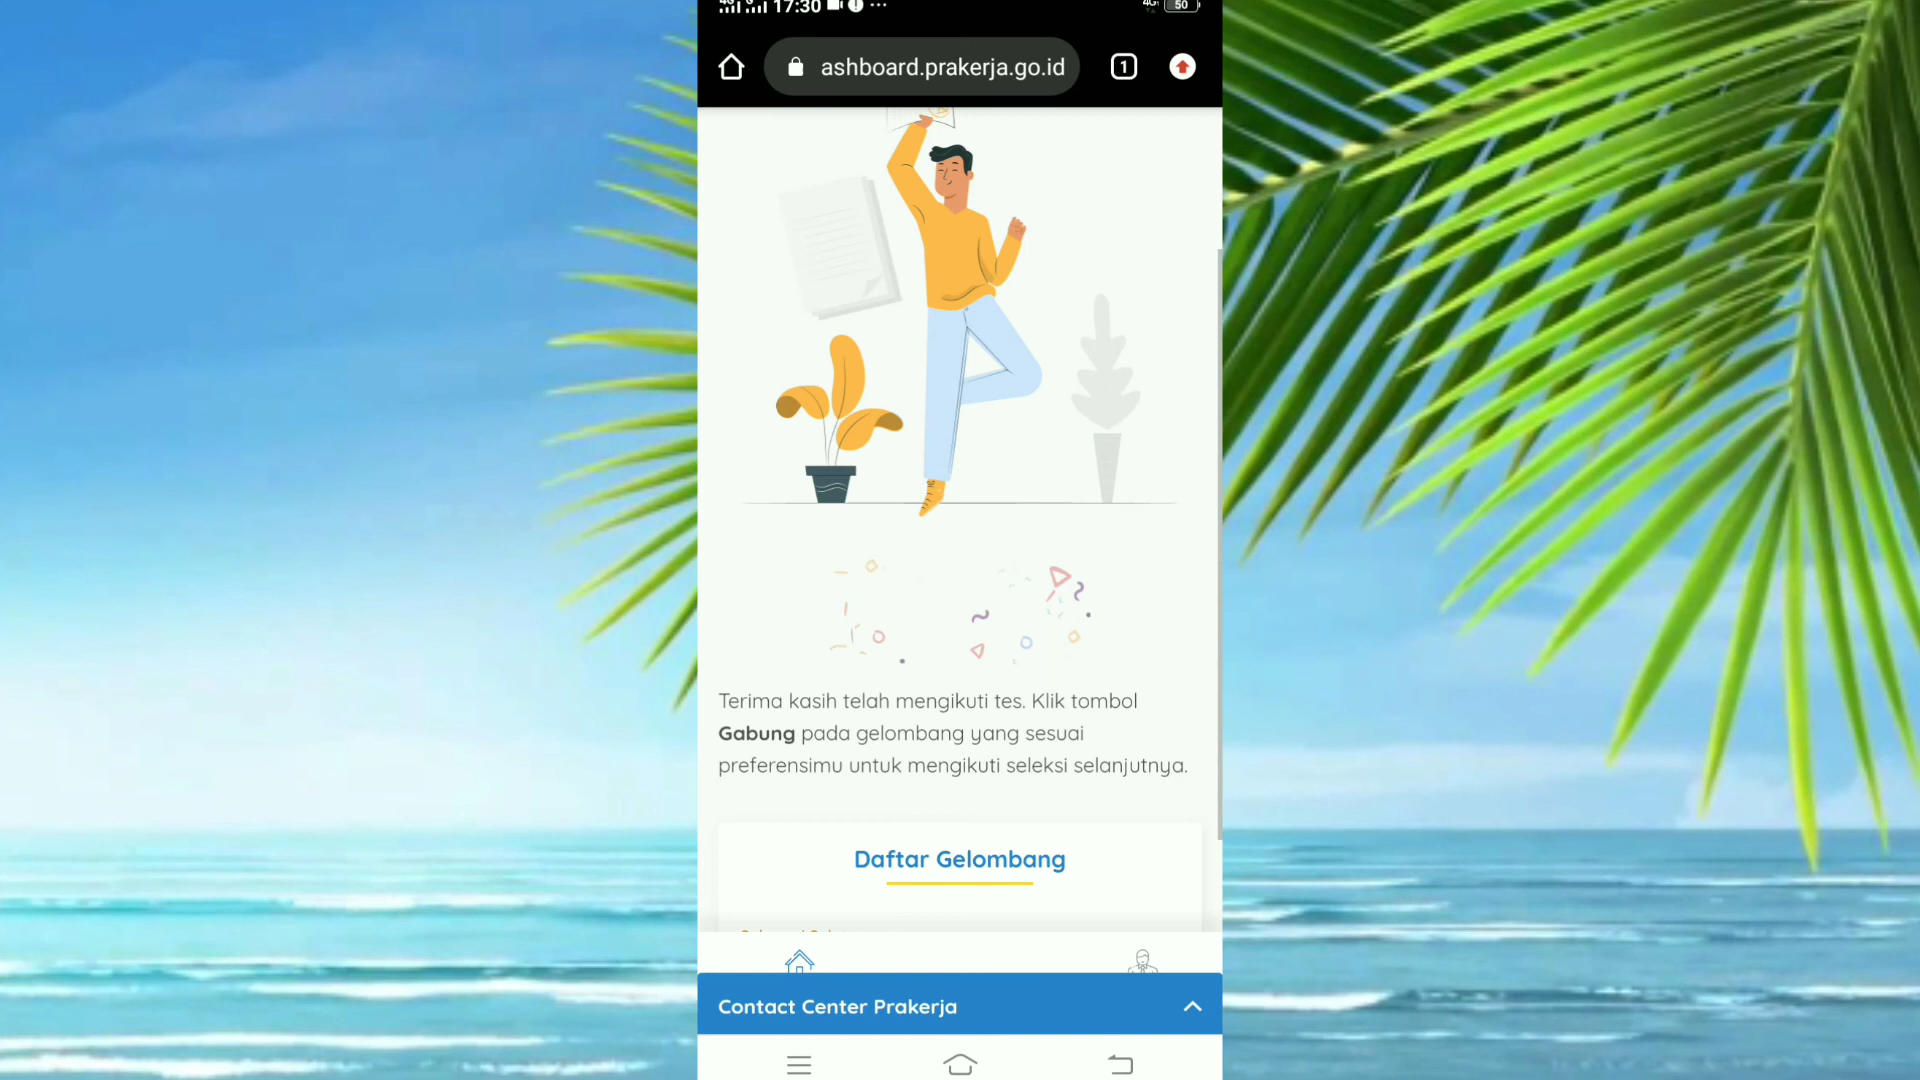 17:30
50
ashboard.prakerja.go.id
1
Terima kasih telah mengikuti tes. Klik tombol
Gabung pada gelombang yang sesuai
preferensimu untuk mengikuti seleksi selanjutnya.
Daftar Gelombang
Contact Center Prakerja